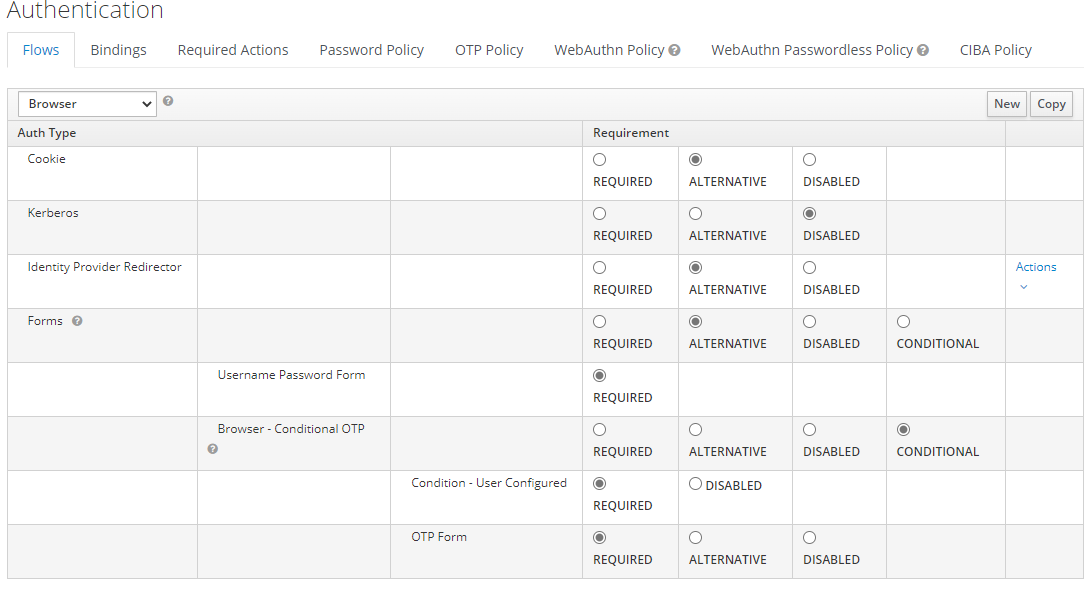 Authentication
Flows Bindings Required Actions Password Policy OTP Policy WebAuthn Policy ? WebAuthn Passwordless Policy ? CIBA Policy
Browser ? New Copy
Auth Type Requirement
Cookie
REQUIRED ALTERNATIVE DISABLED
Kerberos
REQUIRED ALTERNATIVE DISABLED
Identity Provider Redirector Actions
REQUIRED ALTERNATIVE DISABLED
Forms ?
REQUIRED ALTERNATIVE DISABLED CONDITIONAL
Username Password Form
REQUIRED
Browser - Conditional OTP
?
REQUIRED ALTERNATIVE DISABLED CONDITIONAL
Condition - User Configured
DISABLED
REQUIRED
OTP Form
REQUIRED ALTERNATIVE DISABLED